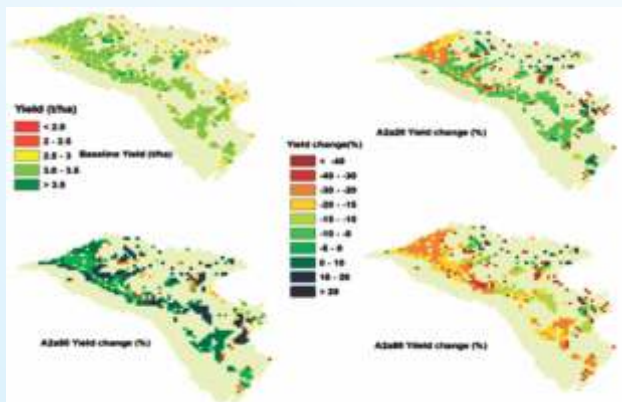 Yield (t/ha)
< 2.0
2 - 2.5
2.5 - 3
3.0 - 3.5
> 3.5
Baseline Yield (t/ha)
A2a20 Yield change (%)
Yield change(%)
< -40
-40 - -30
-30 - -20
-20 - -15
-15 - -10
-10 - -5
-5 - 0
0 - 10
10 - 20
> 20
A2a50 Yield change (%)
A2a80 Yield change (%)